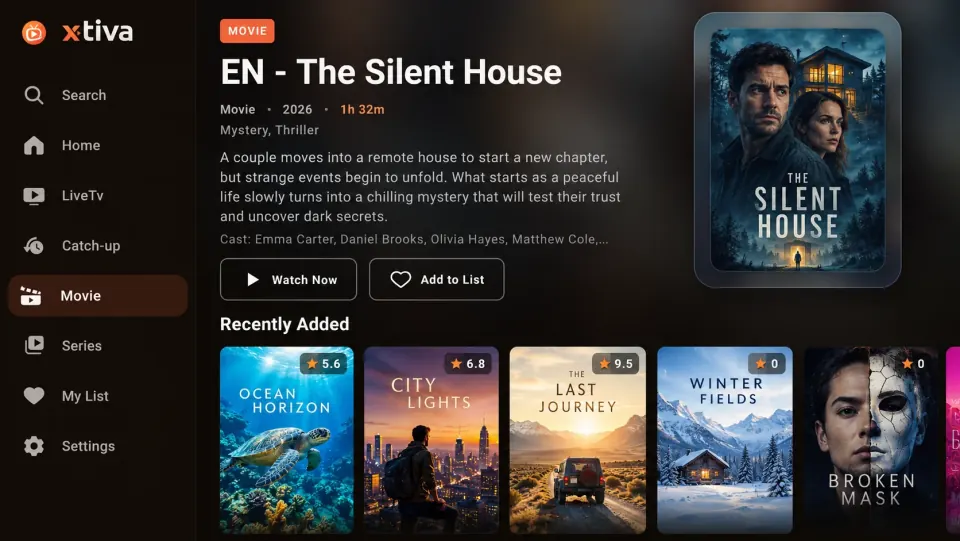 x·tiva
Search
Home
LiveTv
Catch-up
Movie
Series
My List
Settings
MOVIE
EN - The Silent House
Movie • 2026 • 1h 32m
Mystery, Thriller
A couple moves into a remote house to start a new chapter,
but strange events begin to unfold. What starts as a peaceful
life slowly turns into a chilling mystery that will test their trust
and uncover dark secrets.
Cast: Emma Carter, Daniel Brooks, Olivia Hayes, Matthew Cole,...
Watch Now
Add to List
THE
SILENT
HOUSE
Recently Added
5.6
OCEAN
HORIZON
6.8
CITY
LIGHTS
9.5
THE
LAST
JOURNEY
0
WINTER
FIELDS
0
BROKEN
MASK